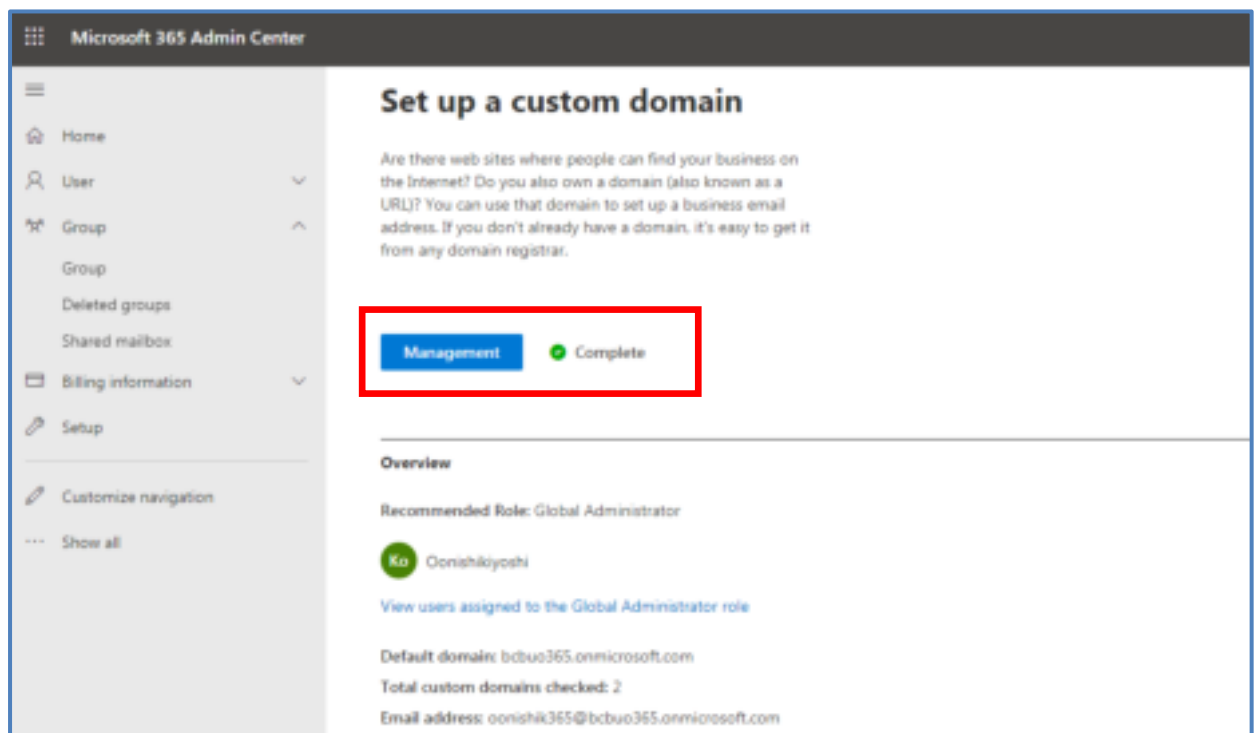 Microsoft 365 Admin Center
Home
User
Group
Group
Deleted groups
Shared mailbox
Billing information
Setup
Customize navigation
Show all
Set up a custom domain
Are there web sites where people can find your business on
the Internet? Do you also own a domain (also known as a
URL)? You can use that domain to set up a business email
address. If you don't already have a domain, it's easy to get it
from any domain registrar.
Management
Complete
Overview
Recommended Role: Global Administrator
Ko
Oonishikiyoshi
View users assigned to the Global Administrator role
Default domain: bcbuo365.onmicrosoft.com
Total custom domains checked: 2
Email address: oonishik365@bcbuo365.onmicrosoft.com